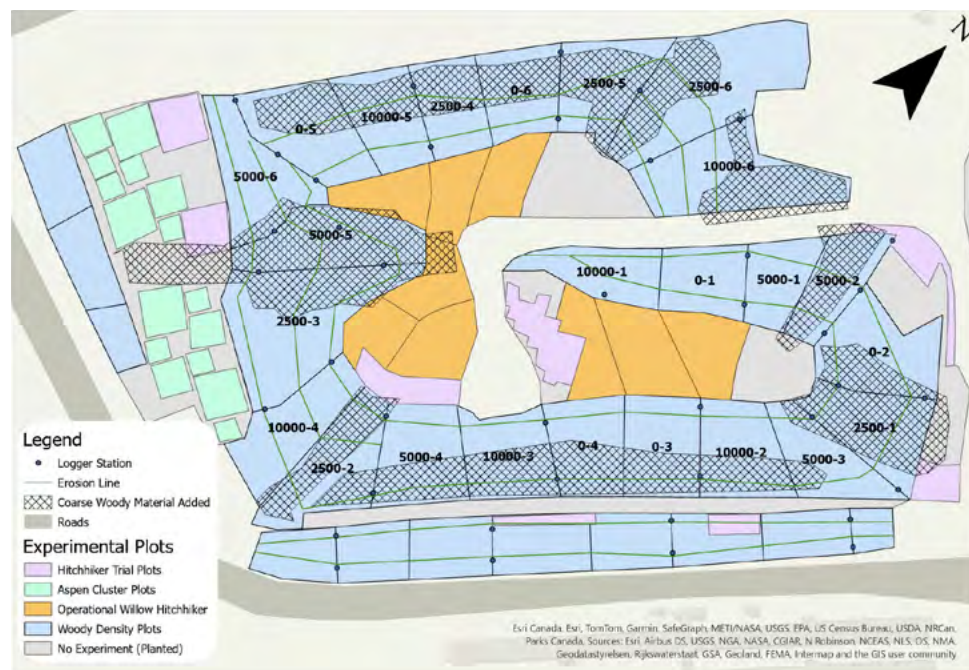 N
0-6
2500-5
2500-6
2500-4
10000-5
0-5
10000-6
5000-6
5000-5
10000-1
0-1
5000-1
5000-2
2500-3
0-2
10000-4
2500-1
0-4
0-3
5000-4
10000-3
10000-2
5000-3
2500-2
Legend
Logger Station
Erosion Line
Coarse Woody Material Added
Roads
Experimental Plots
Hitchhiker Trial Plots
Aspen Cluster Plots
Operational Willow Hitchhiker
Woody Density Plots
No Experiment (Planted)
Esri Canada, Esri, TomTom, Garmin, SafeGraph, METI/NASA, USGS, EPA, US Census Bureau, USDA, NRCan,
Parks Canada, Sources: Esri, Airbus DS, USGS, NGA, NASA, CGIAR, N Robinson, NCEAS, NLS, OS, NMA,
Geodatastyrelsen, Rijkswaterstaat, GSA, Geoland, FEMA, Intermap and the GIS user community